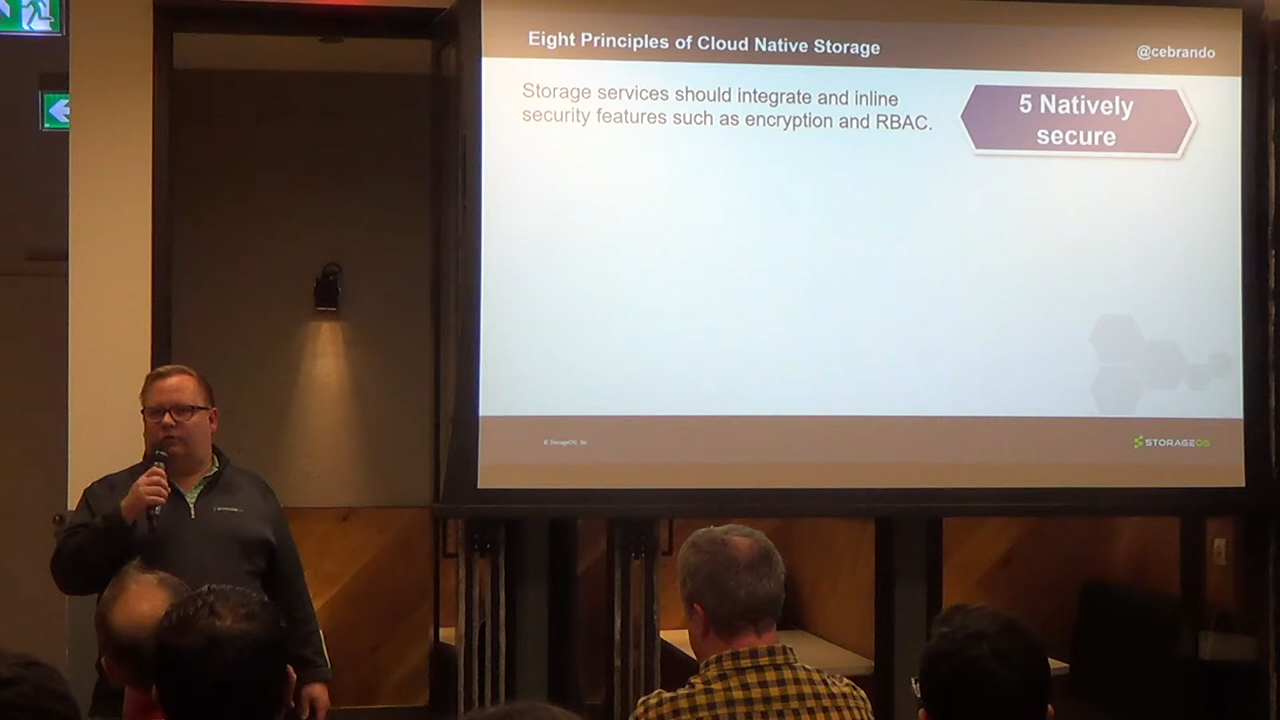 Eight Principles of Cloud Native Storage
@cebrando
Storage services should integrate and inline
security features such as encryption and RBAC.
5 Natively
secure
STORAGEOS